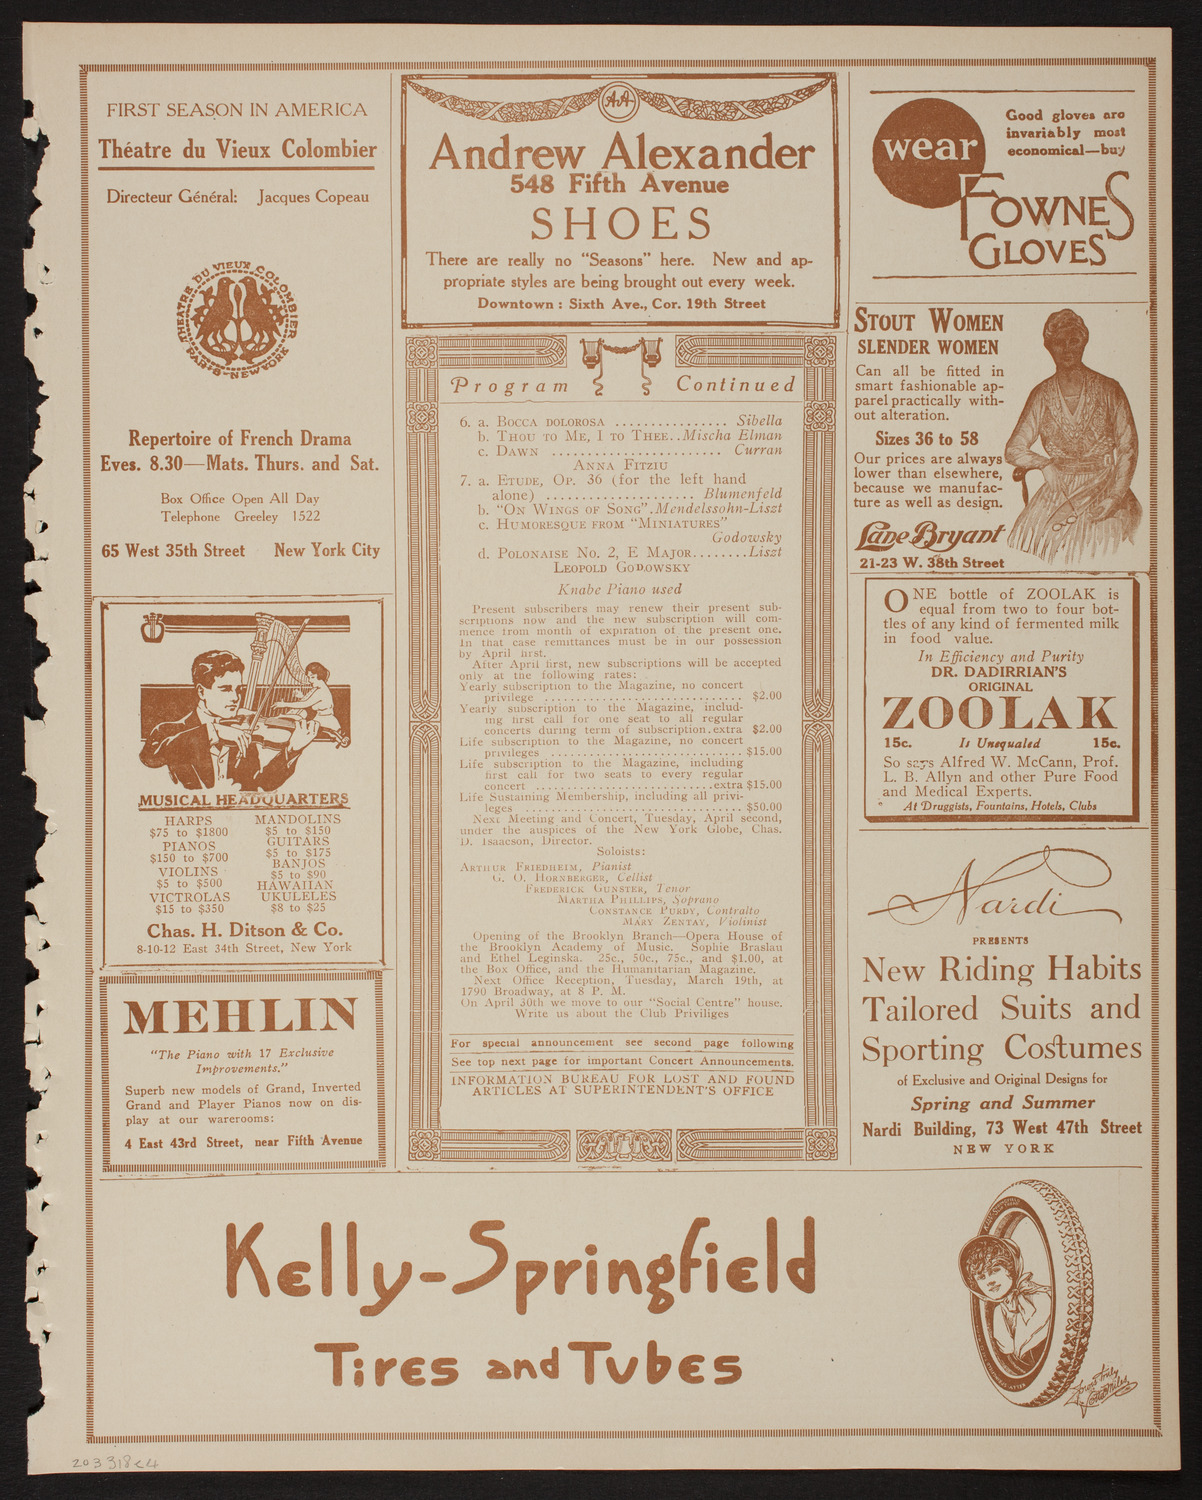 FIRST SEASON IN AMERICA
Théatre du Vieux Colombier
Directeur Général: Jacques Copeau
THEATRE DU VIEUX COLOMBIER
PARIS-NEW YORK
Repertoire of French Drama
Eves. 8.30—Mats. Thurs. and Sat.
Box Office Open All Day
Telephone Greeley 1522
65 West 35th Street New York City
MUSICAL HEADQUARTERS
HARPS
$75 to $1800
PIANOS
$150 to $700
VIOLINS
$5 to $500
VICTROLAS
$15 to $350
MANDOLINS
$5 to $150
GUITARS
$5 to $175
BANJOS
$5 to $90
HAWAIIAN
UKULELES
$8 to $25
Chas. H. Ditson & Co.
8-10-12 East 34th Street, New York
MEHLIN
"The Piano with 17 Exclusive
Improvements."
Superb new models of Grand, Inverted
Grand and Player Pianos now on dis-
play at our warerooms:
4 East 43rd Street, near Fifth Avenue
AA
Andrew Alexander
548 Fifth Avenue
SHOES
There are really no "Seasons" here. New and ap-
propriate styles are being brought out every week.
Downtown: Sixth Ave., Cor. 19th Street
Program Continued
6. a. BOCCA DOLOROSA ................ Sibella
b. THOU TO ME, I TO THEE..Mischa Elman
c. DAWN ........................ Curran
ANNA FITZIU
7. a. ETUDE, OP. 36 (for the left hand
alone) ..................... Blumenfeld
b. "ON WINGS OF SONG".Mendelssohn-Liszt
c. HUMORESQUE FROM "MINIATURES"
Godowsky
d. POLONAISE NO. 2, E MAJOR........Liszt
LEOPOLD GODOWSKY
Knabe Piano used
Present subscribers may renew their present sub-
scriptions now and the new subscription will com-
mence from month of expiration of the present one.
In that case remittances must be in our possession
by April first.
After April first, new subscriptions will be accepted
only at the following rates:
Yearly subscription to the Magazine, no concert
privilege ................................ $2.00
Yearly subscription to the Magazine, includ-
ing first call for one seat to all regular
concerts during term of subscription.extra $2.00
Life subscription to the Magazine, no concert
privileges .............................. $15.00
Life subscription to the Magazine, including
first call for two seats to every regular
concert ............................extra $15.00
Life Sustaining Membership, including all privi-
leges .................................. $50.00
Next Meeting and Concert, Tuesday, April second,
under the auspices of the New York Globe, Chas.
D. Isaacson, Director.
Soloists:
ARTHUR FRIEDHEIM, Pianist
G. O. HORNBERGER, Cellist
FREDERICK GUNSTER, Tenor
MARTHA PHILLIPS, Soprano
CONSTANCE PURDY, Contralto
MARY ZENTAY, Violinist
Opening of the Brooklyn Branch—Opera House of
the Brooklyn Academy of Music. Sophie Braslau
and Ethel Leginska. 25c., 50c., 75c., and $1.00, at
the Box Office, and the Humanitarian Magazine.
Next Office Reception, Tuesday, March 19th, at
1790 Broadway, at 8 P. M.
On April 30th we move to our "Social Centre" house.
Write us about the Club Priviliges
For special announcement see second page following
See top next page for important Concert Announcements.
INFORMATION BUREAU FOR LOST AND FOUND
ARTICLES AT SUPERINTENDENT'S OFFICE
wear
Good gloves are
invariably most
economical—buy
FOWNES
GLOVES
STOUT WOMEN
SLENDER WOMEN
Can all be fitted in
smart fashionable ap-
parel practically with-
out alteration.
Sizes 36 to 58
Our prices are always
lower than elsewhere,
because we manufac-
ture as well as design.
Lane Bryant
21-23 W. 38th Street
ONE bottle of ZOOLAK is
equal from two to four bot-
tles of any kind of fermented milk
in food value.
In Efficiency and Purity
DR. DADIRRIAN'S
ORIGINAL
ZOOLAK
15c. Is Unequaled 15c.
So says Alfred W. McCann, Prof.
L. B. Allyn and other Pure Food
and Medical Experts.
At Druggists, Fountains, Hotels, Clubs
Nardi
PRESENTS
New Riding Habits
Tailored Suits and
Sporting Costumes
of Exclusive and Original Designs for
Spring and Summer
Nardi Building, 73 West 47th Street
NEW YORK
Kelly-Springfield
Tires and Tubes
Yours truly
Lotta Miles
203318<4